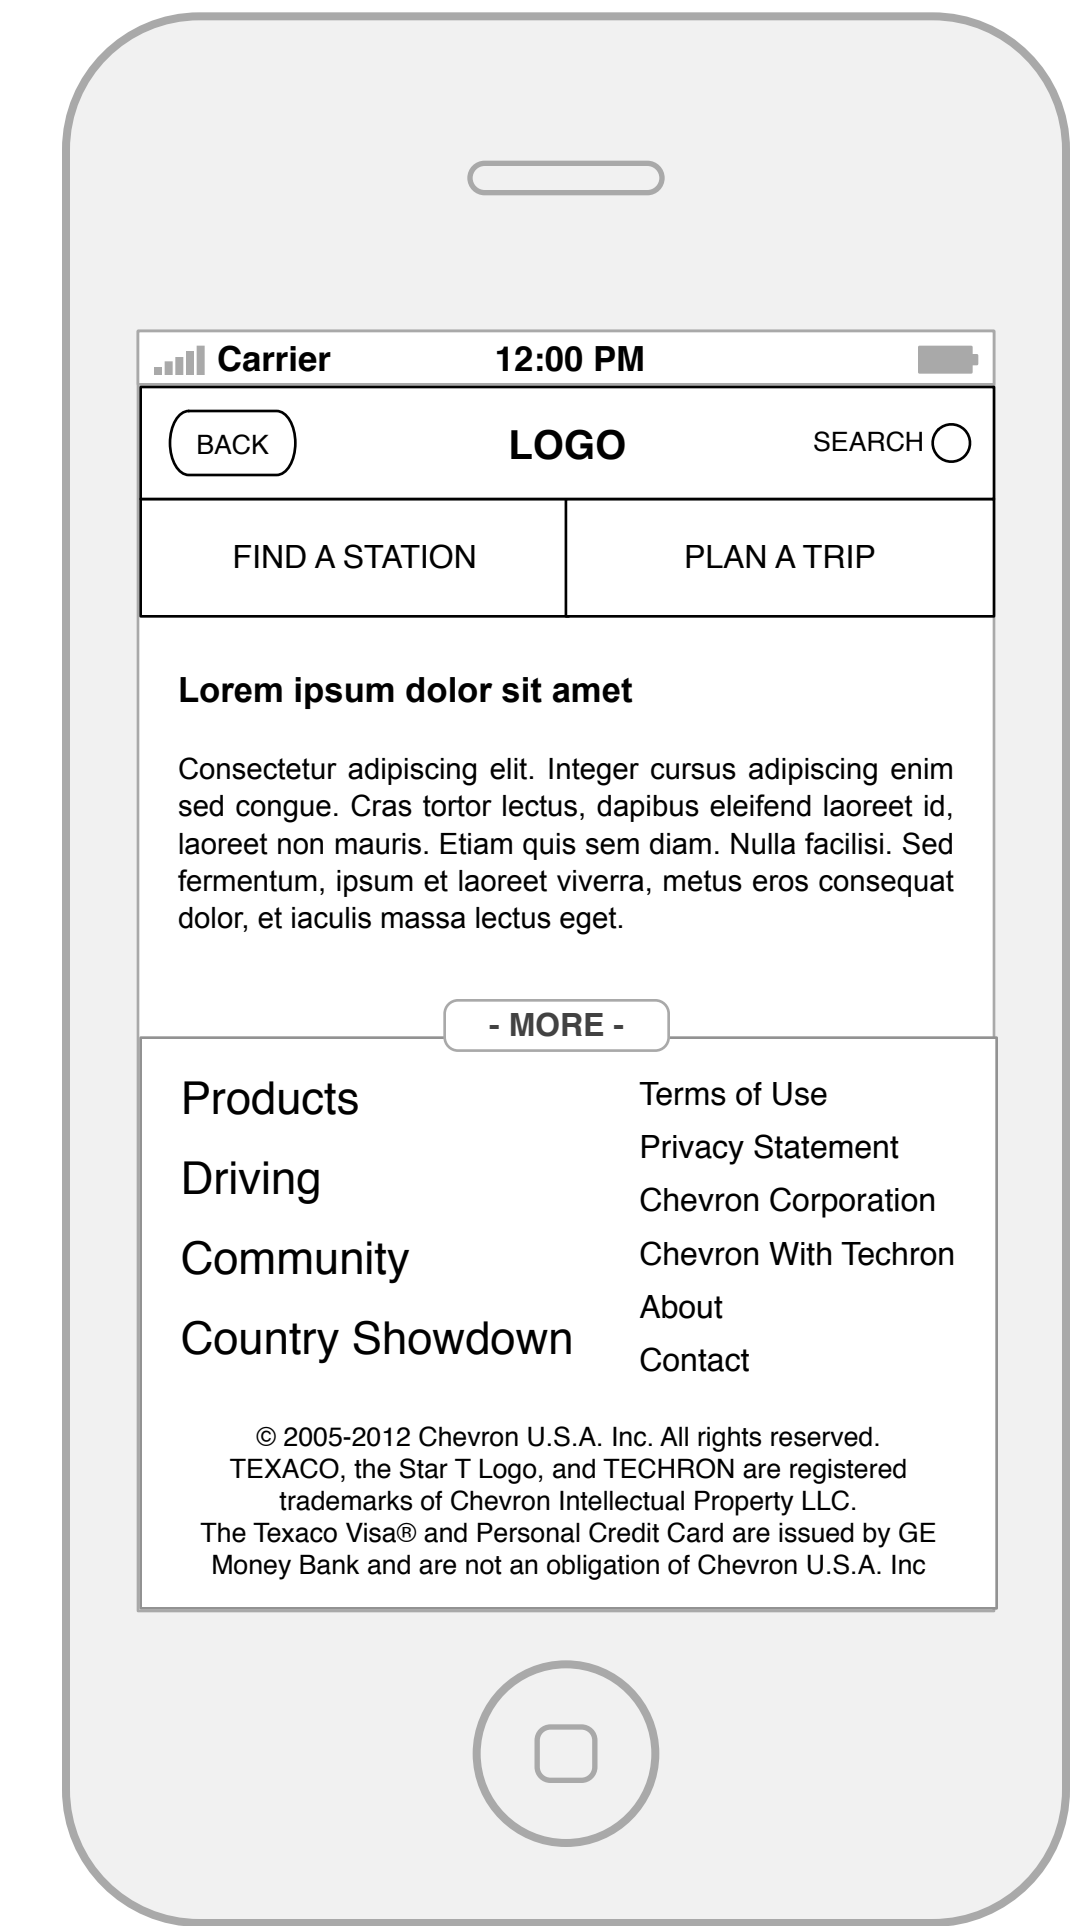 Carrier 12:00 PM
BACK LOGO SEARCH
FIND A STATION PLAN A TRIP
Lorem ipsum dolor sit amet
Consectetur adipiscing elit. Integer cursus adipiscing enim
sed congue. Cras tortor lectus, dapibus eleifend laoreet id,
laoreet non mauris. Etiam quis sem diam. Nulla facilisi. Sed
fermentum, ipsum et laoreet viverra, metus eros consequat
dolor, et iaculis massa lectus eget.
- MORE -
Products
Driving
Community
Country Showdown
Terms of Use
Privacy Statement
Chevron Corporation
Chevron With Techron
About
Contact
© 2005-2012 Chevron U.S.A. Inc. All rights reserved.
TEXACO, the Star T Logo, and TECHRON are registered
trademarks of Chevron Intellectual Property LLC.
The Texaco Visa® and Personal Credit Card are issued by GE
Money Bank and are not an obligation of Chevron U.S.A. Inc